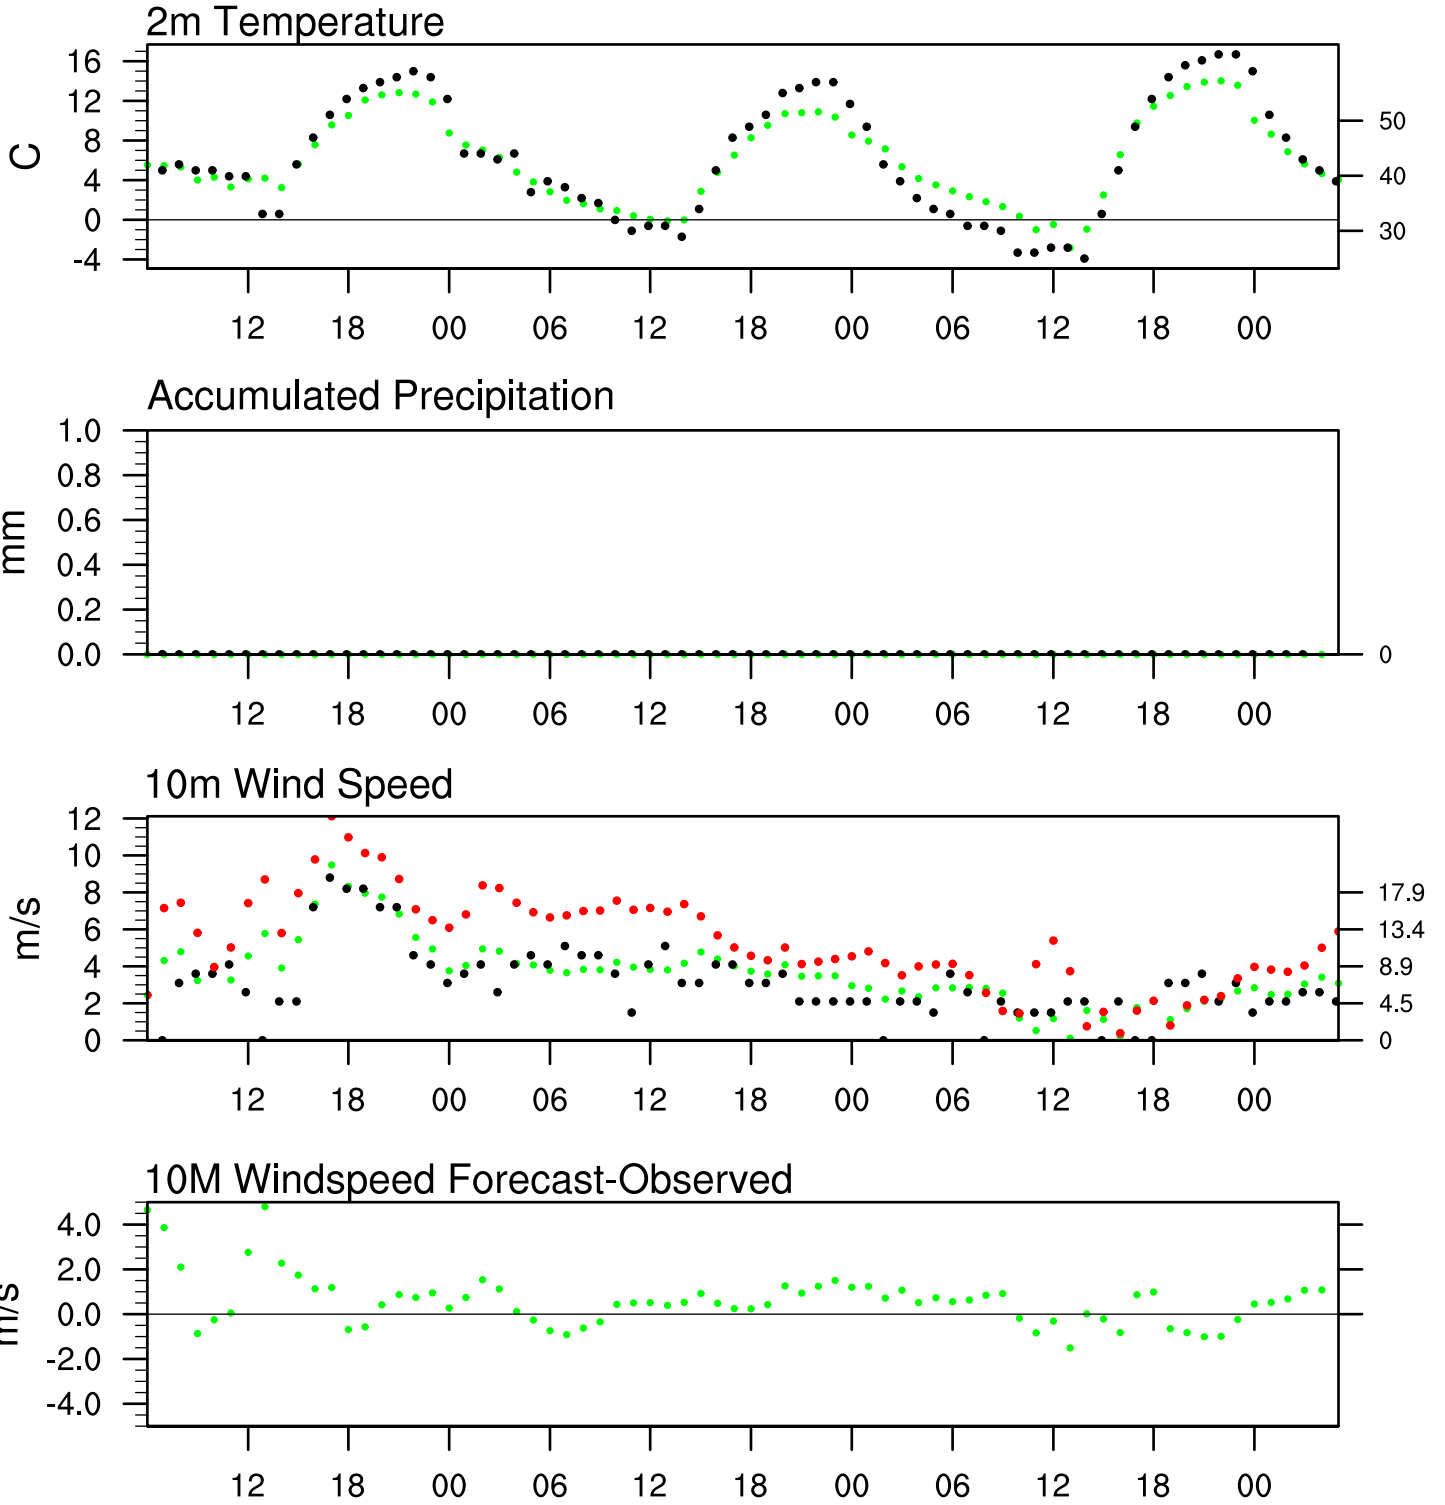 2m Temperature
16
12
8
4
0
-4
C
50
40
30
12 18 00 06 12 18 00 06 12 18 00
Accumulated Precipitation
1.0
0.8
0.6
0.4
0.2
0.0
mm
0
12 18 00 06 12 18 00 06 12 18 00
10m Wind Speed
12
10
8
6
4
2
0
m/s
17.9
13.4
8.9
4.5
0
12 18 00 06 12 18 00 06 12 18 00
10M Windspeed Forecast-Observed
4.0
2.0
0.0
-2.0
-4.0
m/s
12 18 00 06 12 18 00 06 12 18 00